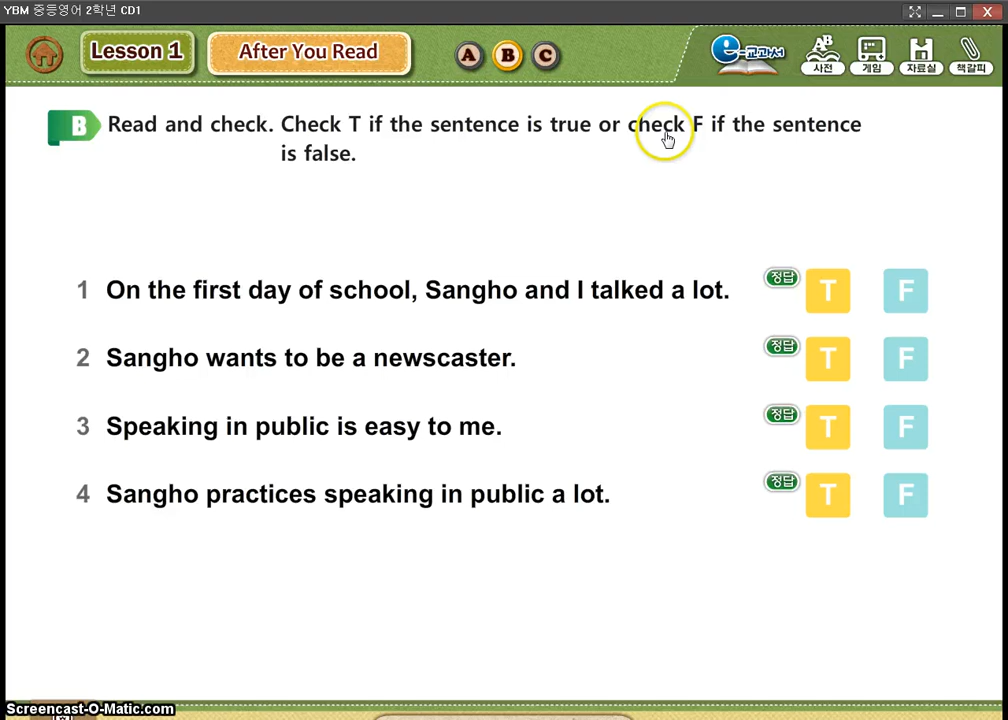 YBM 중등영어 2학년 CD1
Lesson 1
After You Read
A B C
e-교과서
사전 게임 자료실 책갈피
B Read and check. Check T if the sentence is true or check F if the sentence
is false.
1 On the first day of school, Sangho and I talked a lot. 정답 T F
2 Sangho wants to be a newscaster. 정답 T F
3 Speaking in public is easy to me. 정답 T F
4 Sangho practices speaking in public a lot. 정답 T F
Screencast-O-Matic.com